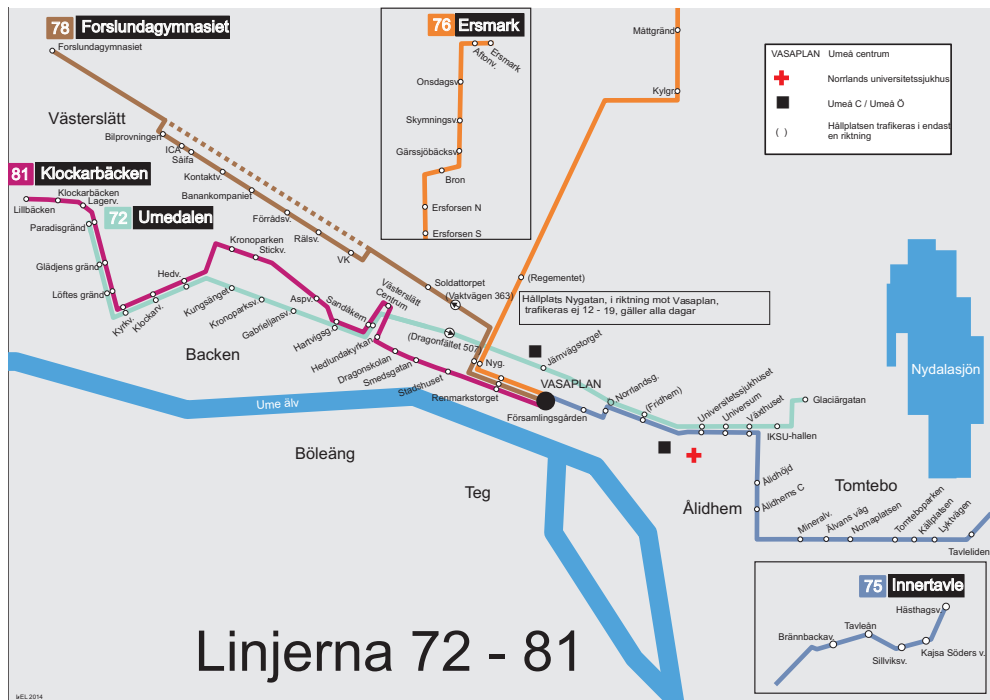 78 Forslundagymnasiet
Forslundagymnasiet
Västerslätt
Bilprovningen
ICA
Säifa
Kontaktv.
Banankompaniet
Förrådsv.
Rälsv.
VK
Soldattorpet
(Vaktvägen 363)
76 Ersmark
Ersmark
Aftonv.
Onsdagsv.
Skymningsv.
Gärssjöbäcksv.
Bron
Ersforsen N
Ersforsen S
Måttgränd
Kylgr.
(Regementet)
VASAPLAN Umeå centrum
Norrlands universitetssjukhus
Umeå C / Umeå Ö
( ) Hållplatsen trafikeras i endast
en riktning
81 Klockarbäcken
Klockarbäcken
Lillbäcken
Lagerv.
72 Umedalen
Paradisgränd
Glädjens gränd
Löftes gränd
Kyrkv.
Klockarv.
Hedv.
Kronoparken
Stickv.
Kungsänget
Kronoparksv.
Gabrieljansv.
Aspv.
Hartvigsg
Sandåkern
Västerslätt
Centrum
Hedlundakyrkan
Dragonskolan
Smedsgatan
Stadshuset
Renmarkstorget
(Dragonfältet 507)
Nyg.
Hållplats Nygatan, i riktning mot Vasaplan,
trafikeras ej 12 - 19, gäller alla dagar
Järnvägstorget
VASAPLAN
Församlingsgården
Norrlandsg.
(Fridhem)
Universitetssjukhuset
Universum
Växthuset
IKSU-hallen
Glaciärgatan
Nydalasjön
Backen
Ume älv
Böleäng
Teg
Ålidhem
Tomtebo
Ålidhöjd
Ålidhems C
Mineralv.
Älvans väg
Nornaplatsen
Tomteboparken
Källplatsen
Lyktvägen
Tavleliden
75 Innertavle
Hästhagsv.
Brännbackav.
Tavleån
Sillviksv.
Kajsa Söders v.
Linjerna 72 - 81